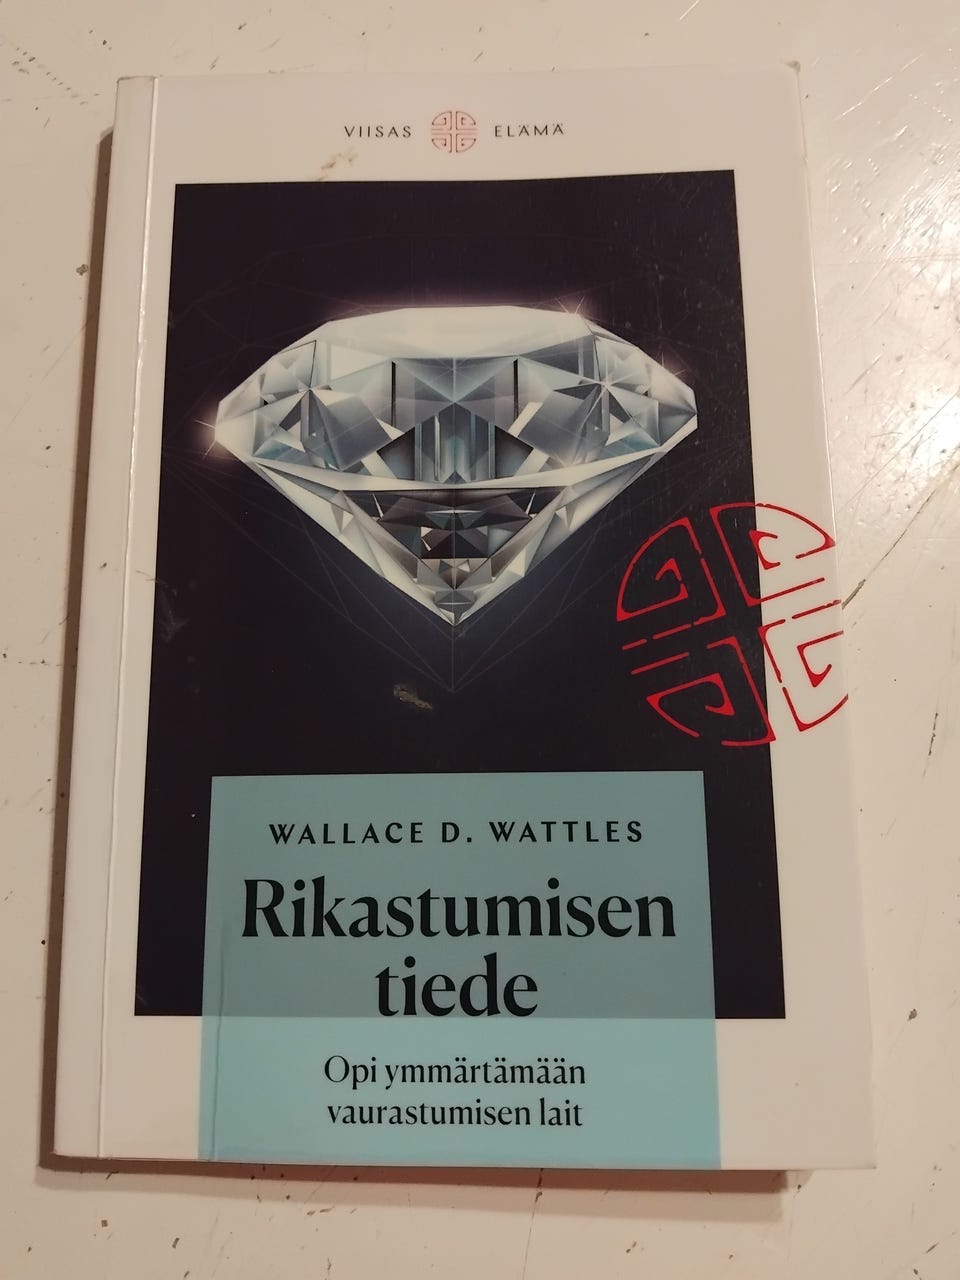 VIISAS ELÄMÄ
WALLACE D. WATTLES
Rikastumisen
tiede
Opi ymmärtämään
vaurastumisen lait